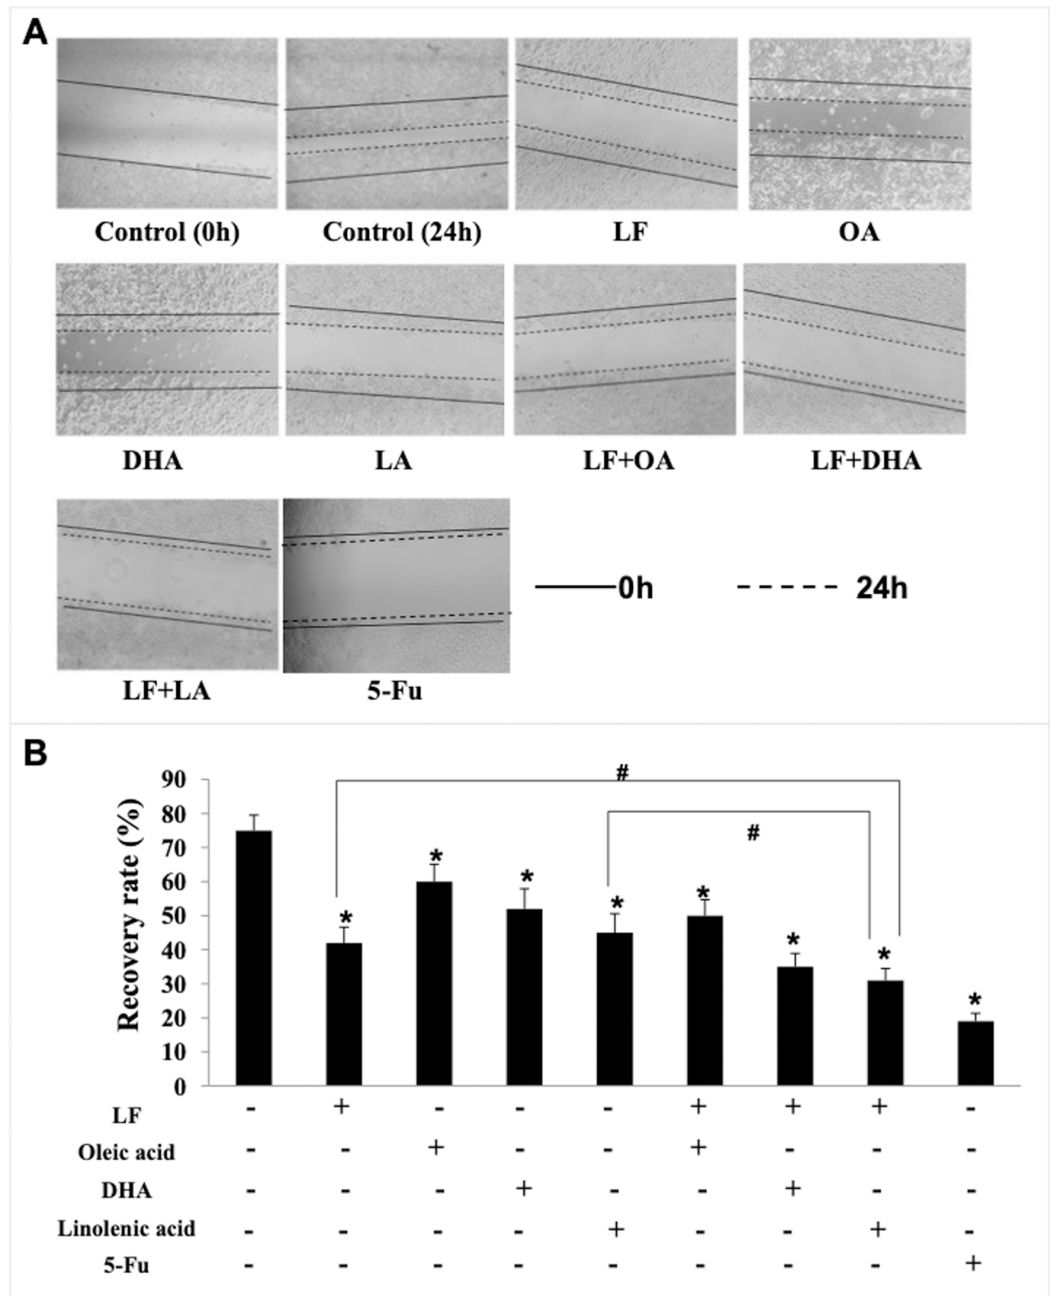 A
Control (0h) Control (24h) LF OA
DHA LA LF+OA LF+DHA
0h 24h
LF+LA 5-Fu
B
Recovery rate (%)
90
80
70
60
50
40
30
20
10
0
#
#
* * * * * * * *
LF - + - - - + + + -
Oleic acid - - + - - + - - -
DHA - - - + - - + - -
Linolenic acid - - - - + - - + -
5-Fu - - - - - - - - +